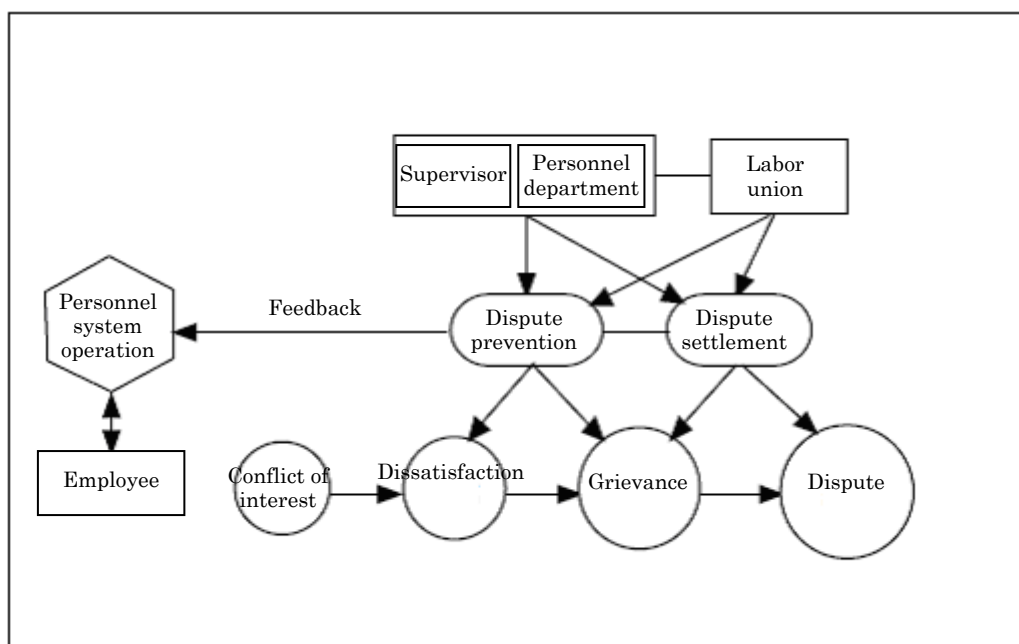 Supervisor
Personnel
department
Labor
union
Personnel
system
operation
Feedback
Dispute
prevention
Dispute
settlement
Employee
Conflict of
interest
Dissatisfaction
Grievance
Dispute